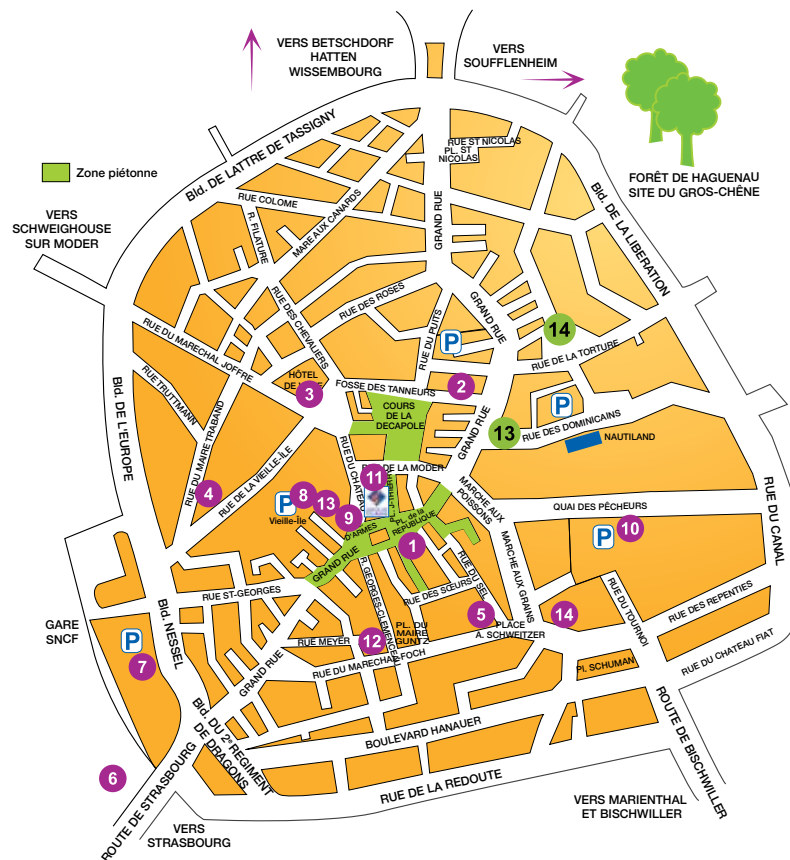 VERS BETSCHDORF
HATTEN
WISSEMBOURG
VERS
SOUFFLENHEIM
FORÊT DE HAGUENAU
SITE DU GROS-CHÊNE
Zone piétonne
VERS
SCHWEIGHOUSE
SUR MODER
Bld. DE LATTRE DE TASSIGNY
RUE ST NICOLAS
PL. ST
NICOLAS
Bld. DE LA LIBERATION
RUE COLOME
R. FILATURE
MARE AUX CANARDS
GRAND RUE
RUE DES CHEVALIERS
RUE DES ROSES
GRAND RUE
RUE DU PUITS
P
14
RUE DE LA TORTURE
RUE DU MARECHAL JOFFRE
RUE TRUTTMANN
Bld. DE L'EUROPE
HÔTEL
3
FOSSE DES TANNEURS
2
COURS
DE LA
DECAPOLE
GRAND RUE
P
13
RUE DES DOMINICAINS
NAUTILAND
RUE DU MAIRE TRABAND
4
RUE DE LA VIEILLE-ÎLE
RUE DU CHATEAU
DE LA MODER
11
MARCHE AUX
POISSONS
QUAI DES PÊCHEURS
RUE DU CANAL
P
8
13
Vieille-Île
9
D'ARMES
PL. de la
REPUBLIQUE
1
P
10
GRAND RUE
MARCHE AUX GRAINS
RUE ST-GEORGES
R. GEORGES-CLEMENCEAU
RUE DES SŒURS
RUE DU SEL
5
PLACE
A. SCHWEITZER
14
RUE DU TOURNOI
RUE DES REPENTIES
RUE DU CHATEAU FIAT
GARE
SNCF
Bld. NESSEL
P
7
RUE MEYER
12
PL. DU
MAIRE
GUNTZ
RUE DU MARECHAL-FOCH
PL. SCHUMAN
GRAND RUE
Bld. DU 2e REGIMENT
DE DRAGONS
BOULEVARD HANAUER
ROUTE DE BISCHWILLER
6
ROUTE DE STRASBOURG
RUE DE LA REDOUTE
VERS
STRASBOURG
VERS MARIENTHAL
ET BISCHWILLER